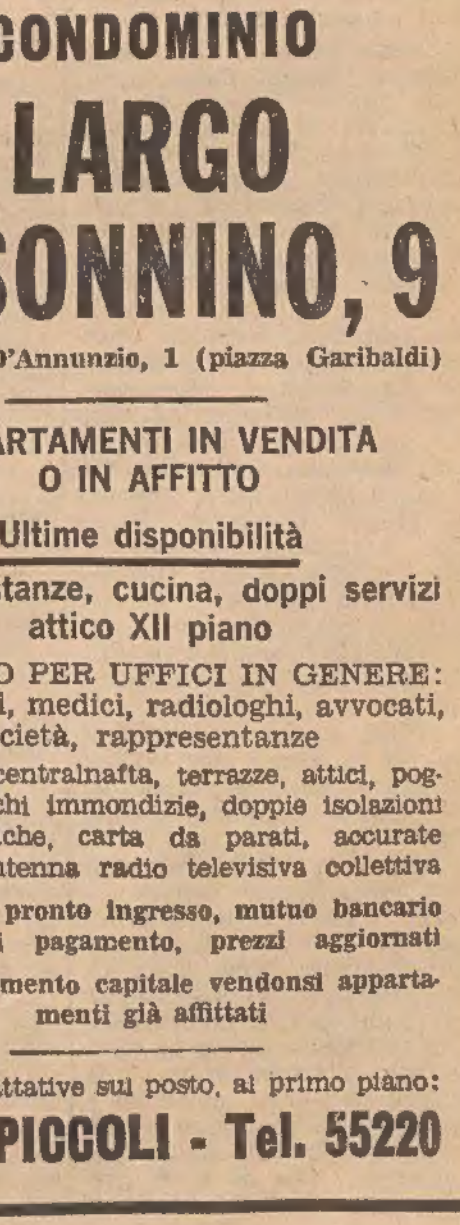 CONDOMINIO
LARGO
SONNINO, 9
D'Annunzio, 1 (piazza Garibaldi)
ARTAMENTI IN VENDITA
O IN AFFITTO
Ultime disponibilità
tanze, cucina, doppi servizi
attico XII piano
O PER UFFICI IN GENERE:
i, medici, radiologhi, avvocati,
cietà, rappresentanze
centralnafta, terrazze, attici, pog-
chi immondizie, doppie isolazioni
iche, carta da parati, accurate
ntenna radio televisiva collettiva
pronto ingresso, mutuo bancario
i pagamento, prezzi aggiornati
mento capitale vendonsi apparta-
menti già affittati
ttative sul posto, al primo piano:
PICCOLI - Tel. 55220